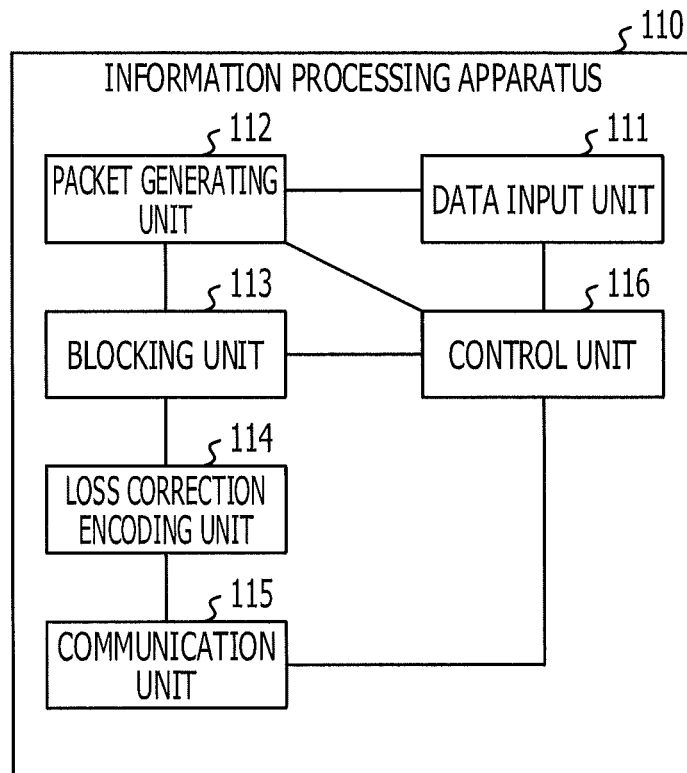 110
INFORMATION PROCESSING APPARATUS
112
111
PACKET GENERATING
UNIT
DATA INPUT UNIT
113
116
BLOCKING UNIT
CONTROL UNIT
114
LOSS CORRECTION
ENCODING UNIT
115
COMMUNICATION
UNIT